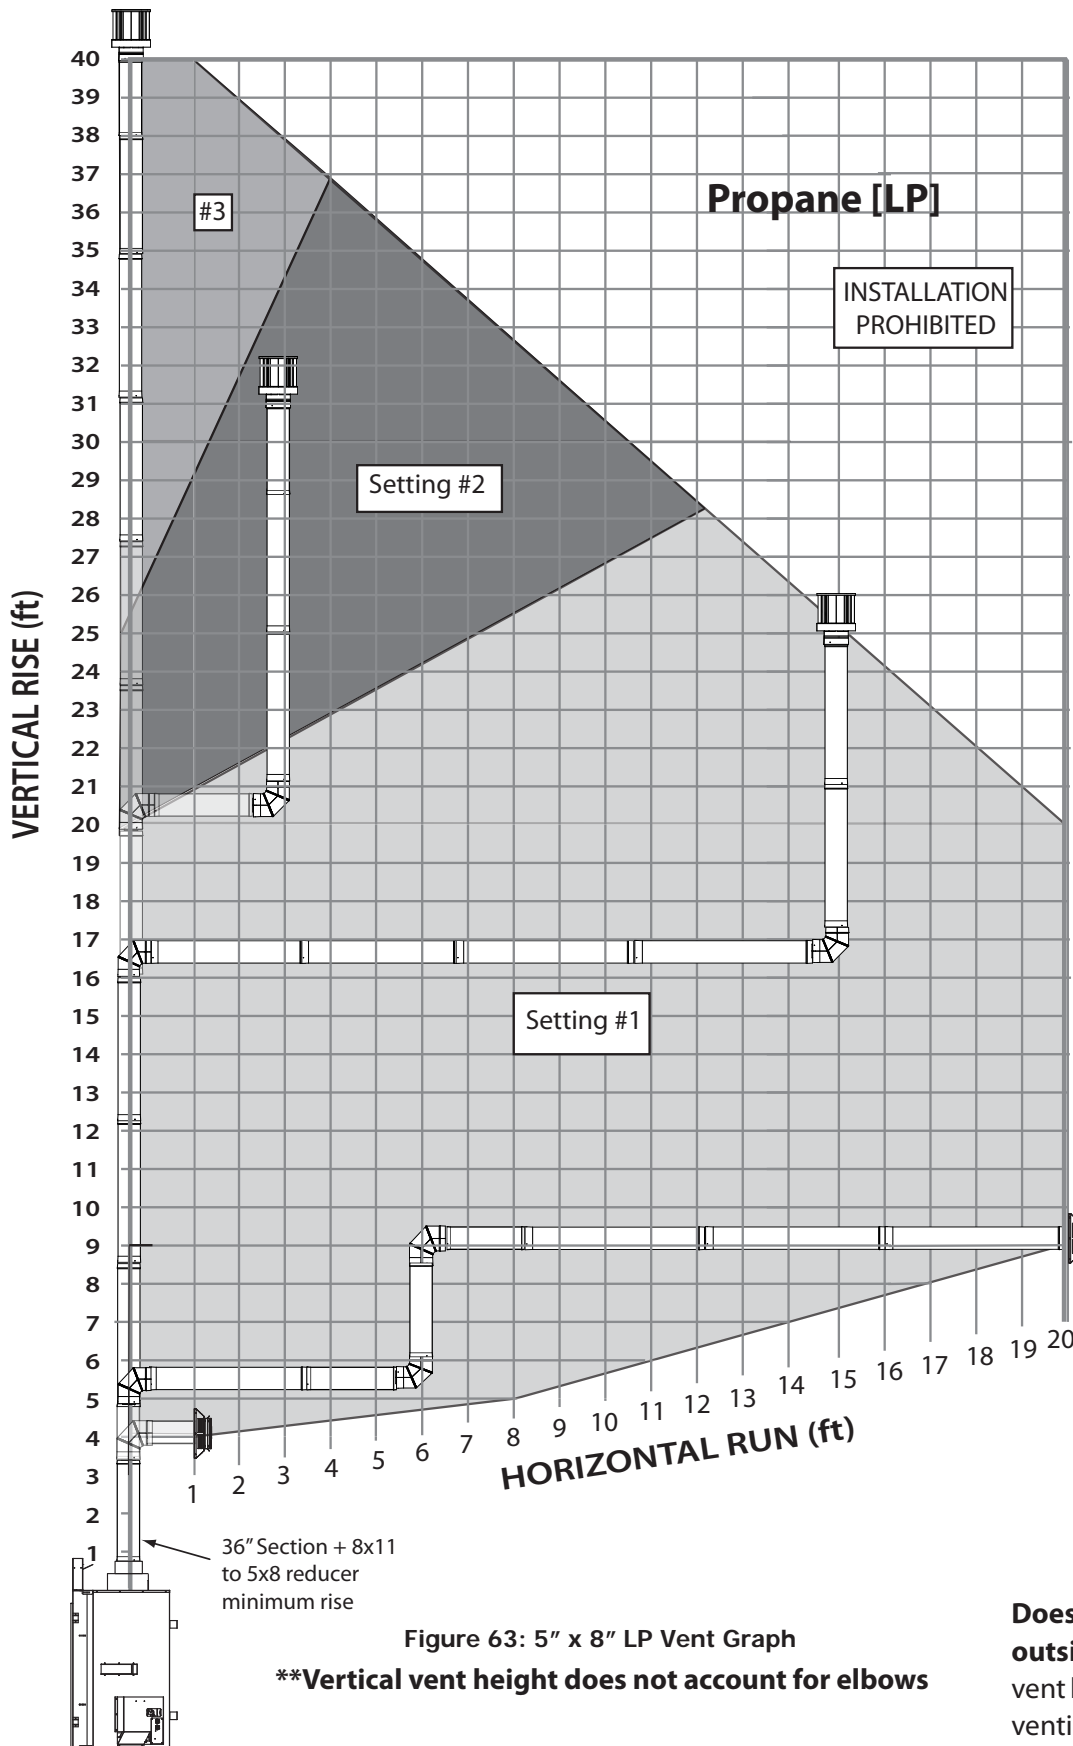 40
39
38
37
36
35
34
33
32
31
30
29
28
27
26
25
24
23
22
21
20
19
18
17
16
15
14
13
12
11
10
9
8
7
6
5
4
3
2
1
VERTICAL RISE (ft)
#3
Propane [LP]
INSTALLATION
PROHIBITED
Setting #2
Setting #1
1 2 3 4 5 6 7 8 9 10 11 12 13 14 15 16 17 18 19 20
HORIZONTAL RUN (ft)
36" Section + 8x11
to 5x8 reducer
minimum rise
Figure 63: 5" x 8" LP Vent Graph
**Vertical vent height does not account for elbows
Does
outsi
vent
venti